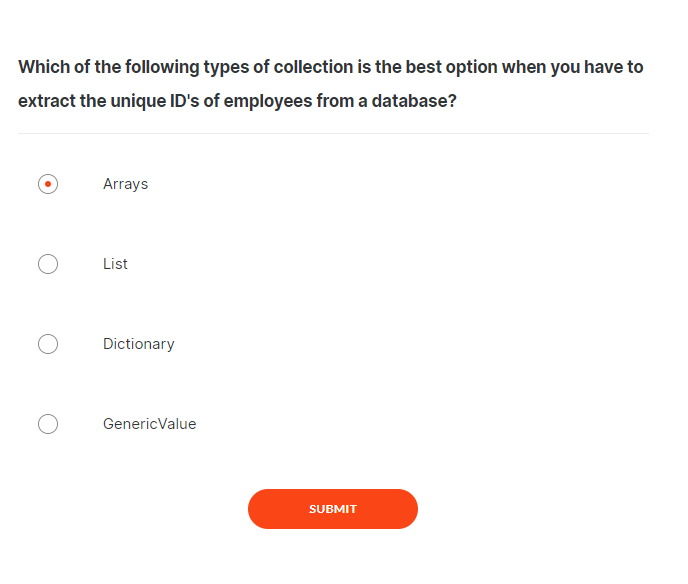 Which of the following types of collection is the best option when you have to
extract the unique ID's of employees from a database?
Arrays
List
Dictionary
GenericValue
SUBMIT